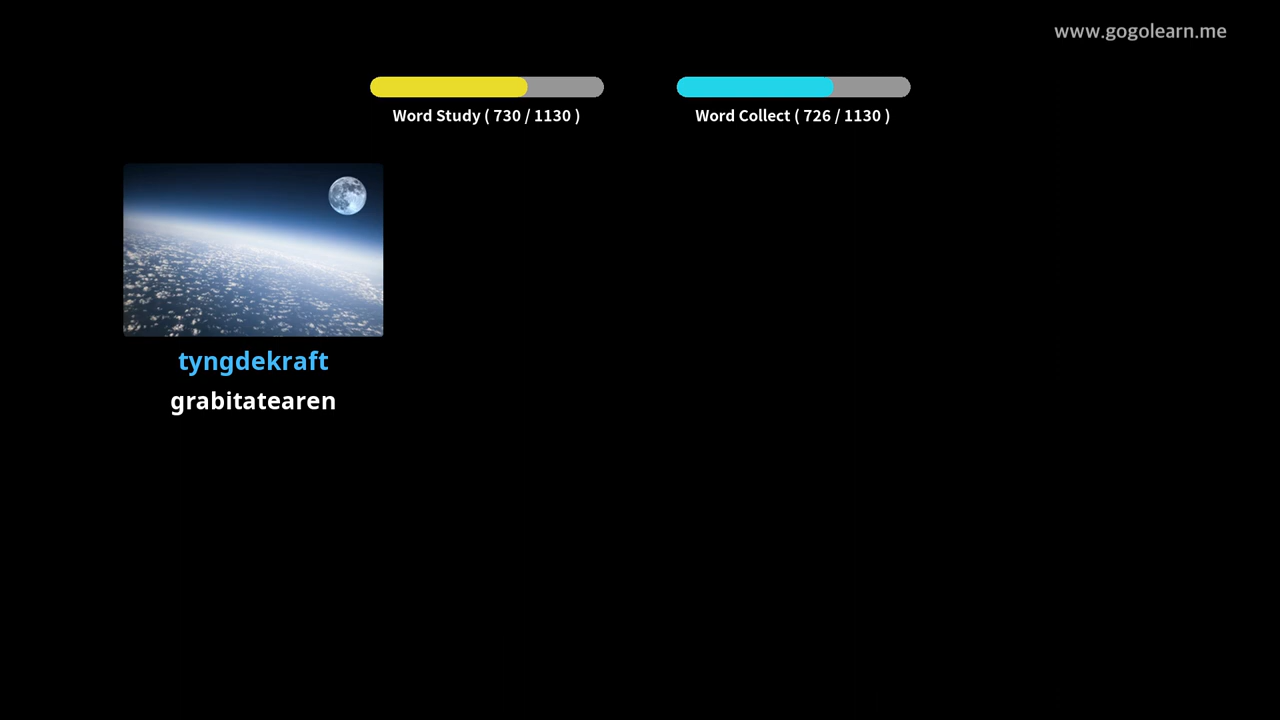 www.gogolearn.me
Word Study ( 730 / 1130 )
Word Collect ( 726 / 1130 )
tyngdekraft
grabitatearen